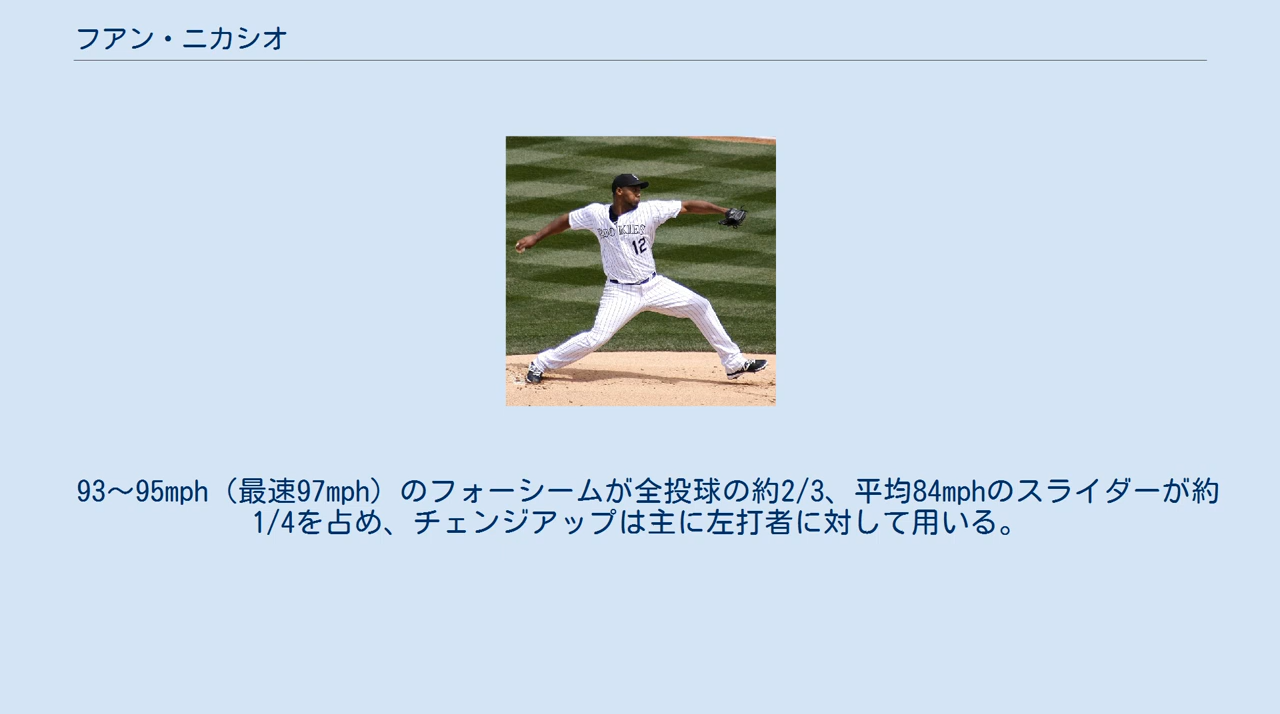 フアン・ニカシオ
ROCKIES
12
93〜95mph（最速97mph）のフォーシームが全投球の約2/3、平均84mphのスライダーが約
1/4を占め、チェンジアップは主に左打者に対して用いる。